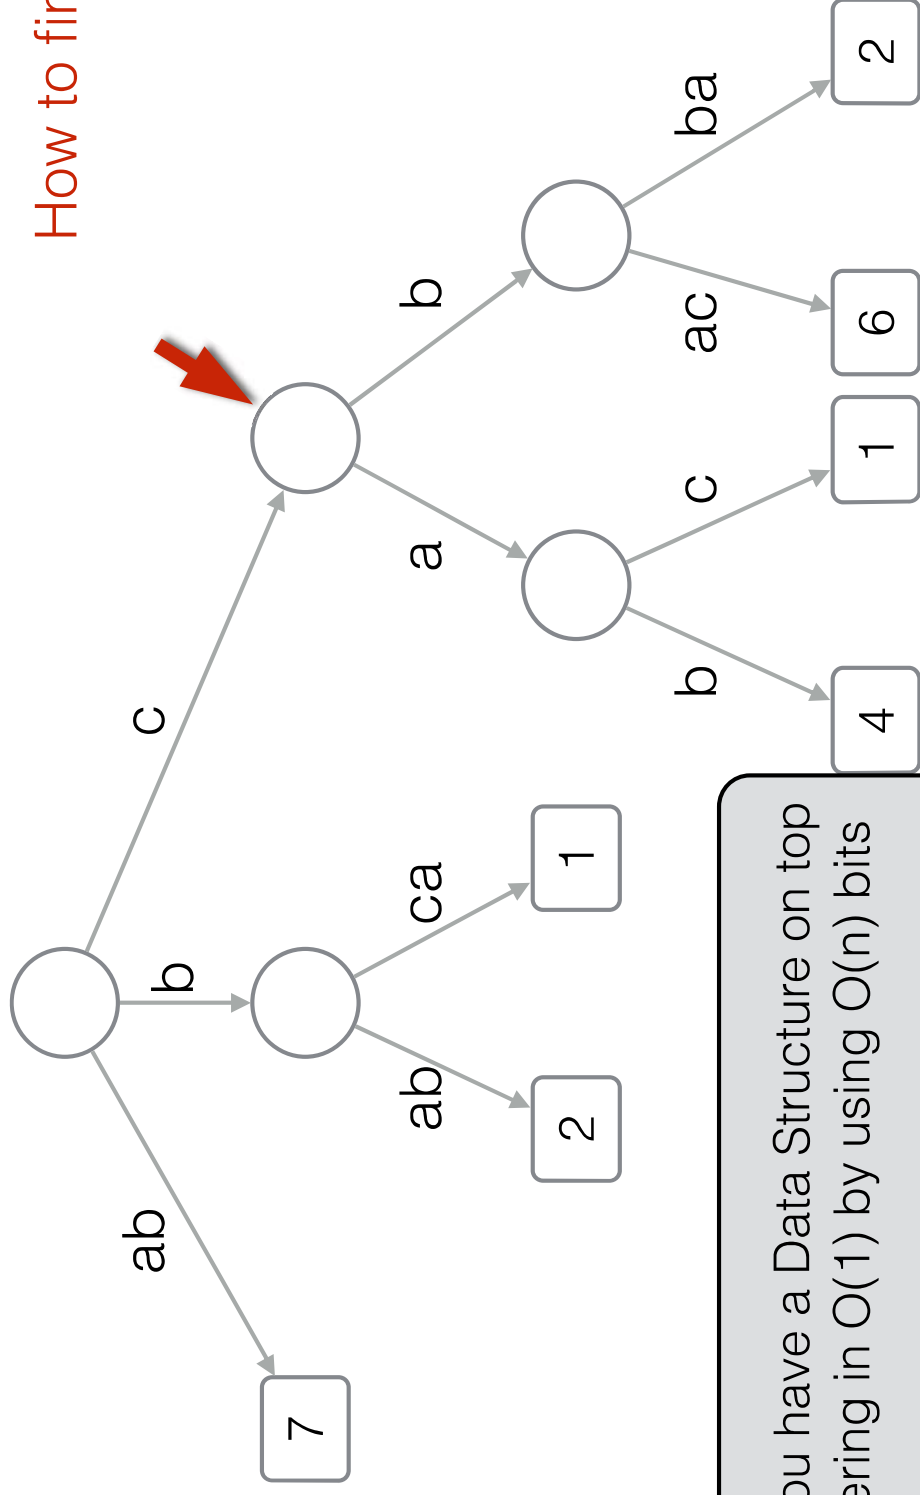 How to
ab
b
c
7
ab
ca
a
b
2
1
b
c
ac
ba
4
1
6
2
ou have a Data Structure on top
ering in O(1) by using O(n) bits